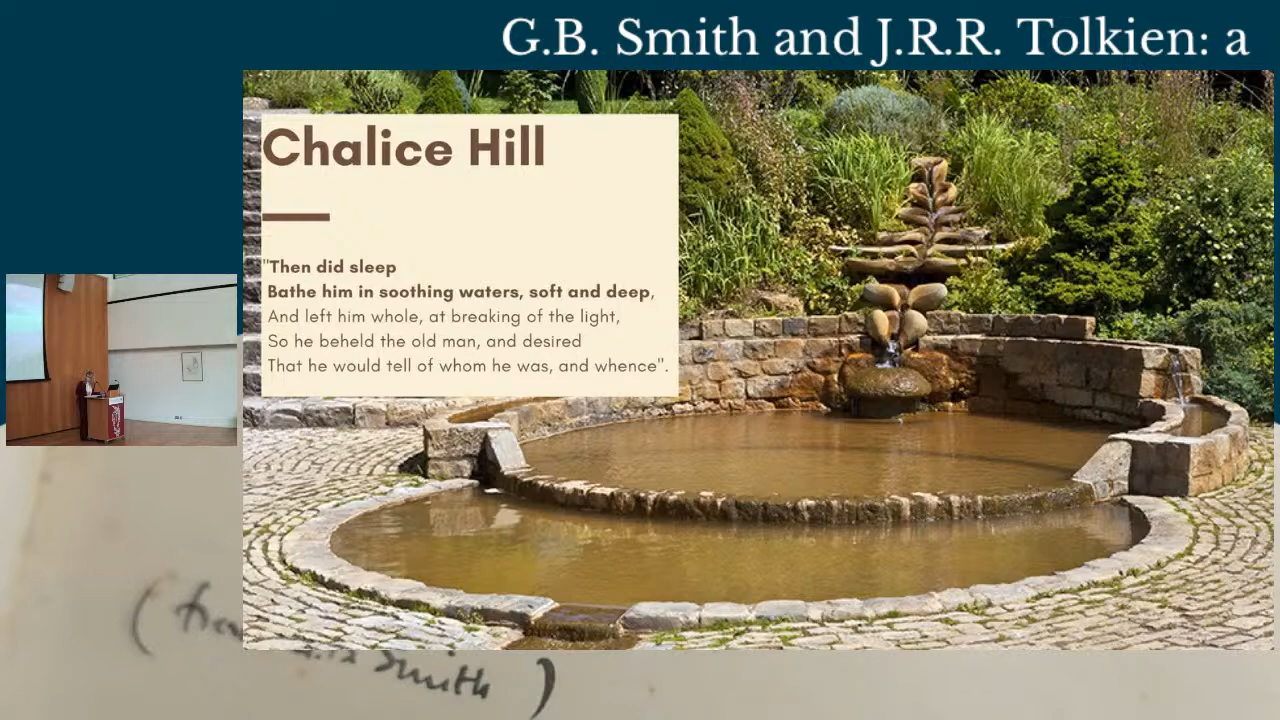 G.B. Smith and J.R.R. Tolkien: a
Chalice Hill
"Then did sleep
Bathe him in soothing waters, soft and deep,
And left him whole, at breaking of the light,
So he beheld the old man, and desired
That he would tell of whom he was, and whence".
Smith )